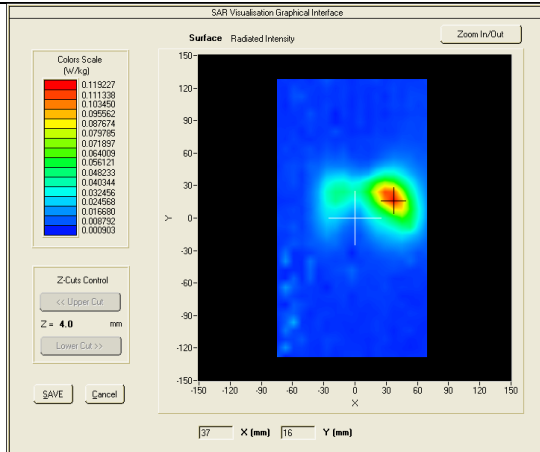 SAR Visualisation Graphical Interface
Surface Radiated Intensity
Zoom In/Out
Colors Scale
(W/kg)
0.119227
0.111338
0.103450
0.095562
0.087674
0.079785
0.071897
0.064009
0.056121
0.048233
0.040344
0.032456
0.024568
0.016680
0.008792
0.000903
Z-Cuts Control
<< Upper Cut
Z = 4.0 mm
Lower Cut >>
SAVE Cancel
150
120
90
60
30
0
-30
-60
-90
-120
-150
Y
-150 -120 -90 -60 -30 0 30 60 90 120 150
X
37 X (mm) 16 Y (mm)